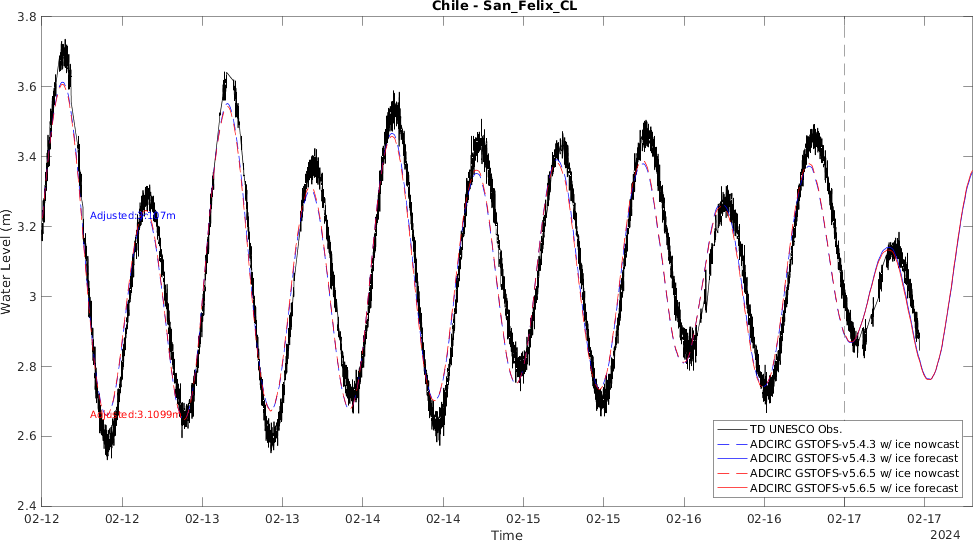 Chile - San_Felix_CL
3.8
3.6
3.4
3.2
3
2.8
2.6
2.4
Water Level (m)
Adjusted:3.107m
Adjusted:3.1099m
TD UNESCO Obs.
ADCIRC GSTOFS-v5.4.3 w/ ice nowcast
ADCIRC GSTOFS-v5.4.3 w/ ice forecast
ADCIRC GSTOFS-v5.6.5 w/ ice nowcast
ADCIRC GSTOFS-v5.6.5 w/ ice forecast
02-12 02-12 02-13 02-13 02-14 02-14 02-15 02-15 02-16 02-16 02-17 02-17
Time
2024